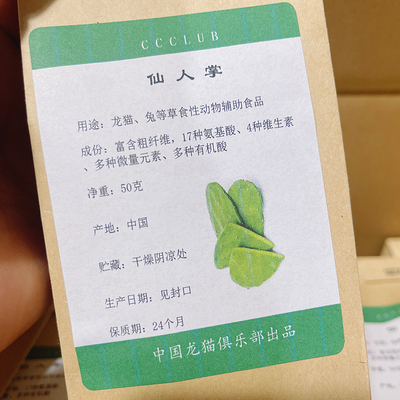 CCCLUB
仙人掌
用途：龙猫、兔等草食性动物辅助食品
成份：富含粗纤维，17种氨基酸、4种维生素
、多种微量元素、多种有机酸
净重：50克
产地：中国
贮藏：干燥阴凉处
生产日期：见封口
保质期：24个月
中国龙猫俱乐部出品